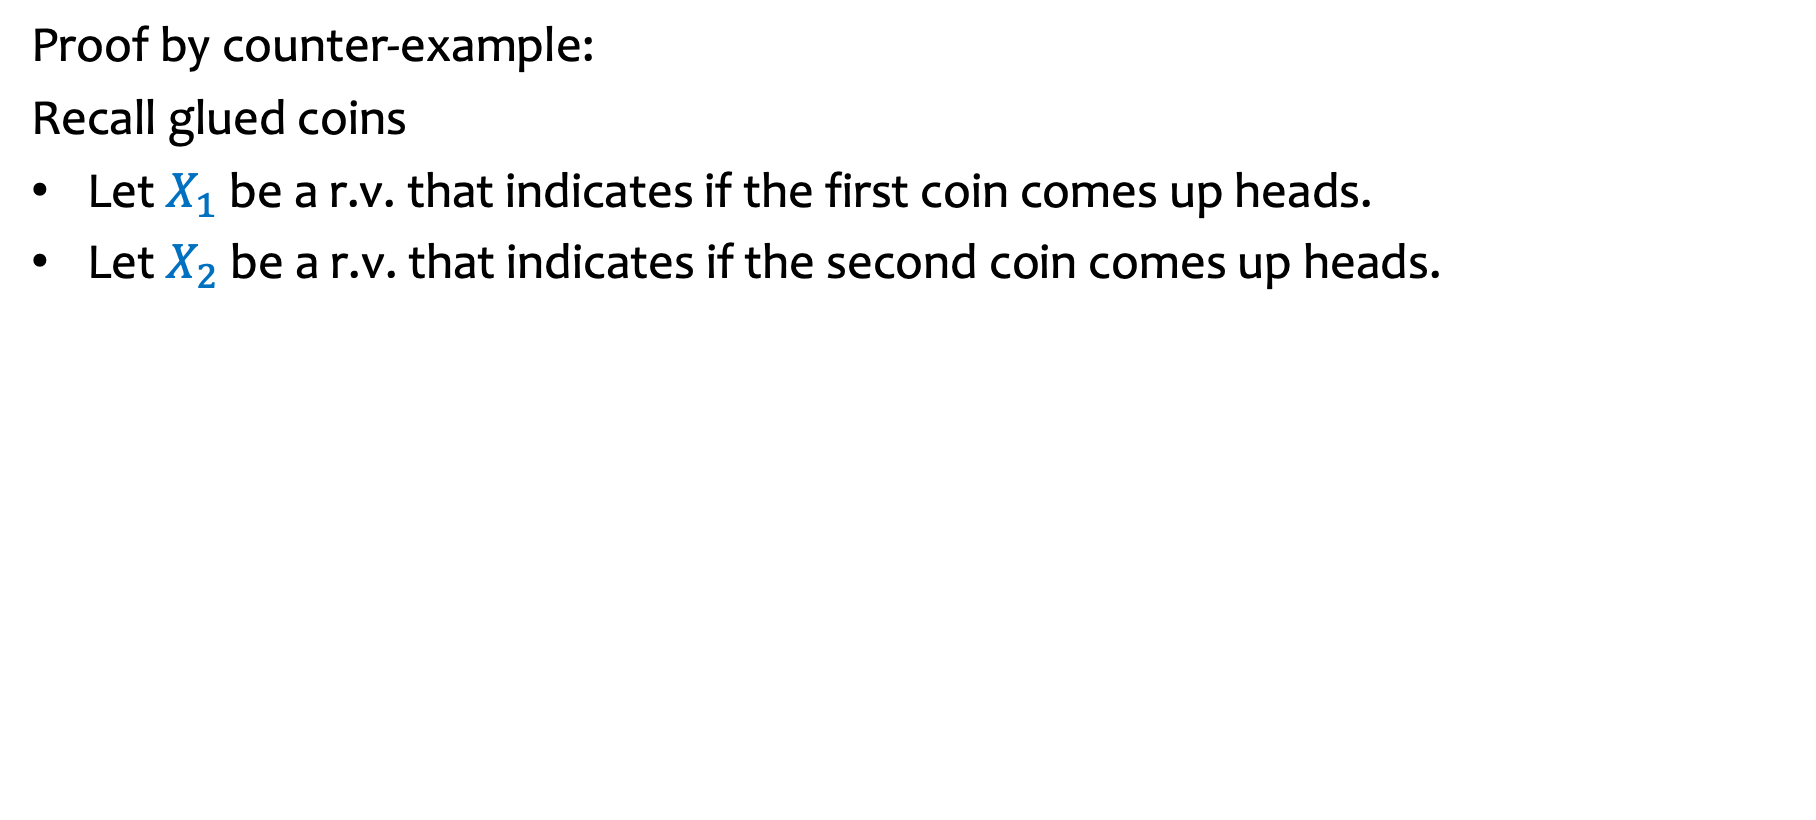 Proof by counter-example:
Recall glued coins
• Let X₁ be a r.v. that indicates if the first coin comes up heads.
• Let X₂ be a r.v. that indicates if the second coin comes up heads.